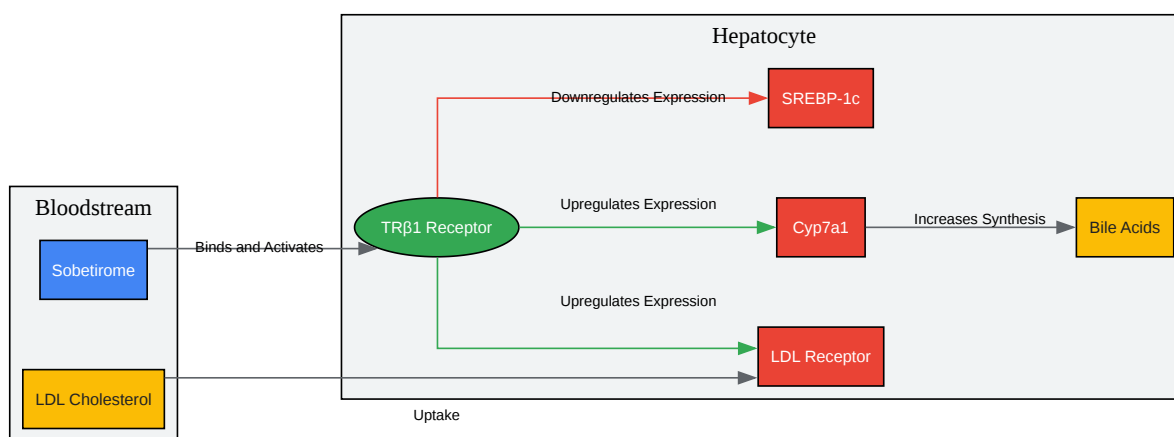 Hepatocyte
Downregulates Expression
SREBP-1c
Bloodstream
Sobetirome
Binds and Activates
TRβ1 Receptor
Upregulates Expression
Cyp7a1
Increases Synthesis
Bile Acids
Upregulates Expression
LDL Receptor
LDL Cholesterol
Uptake